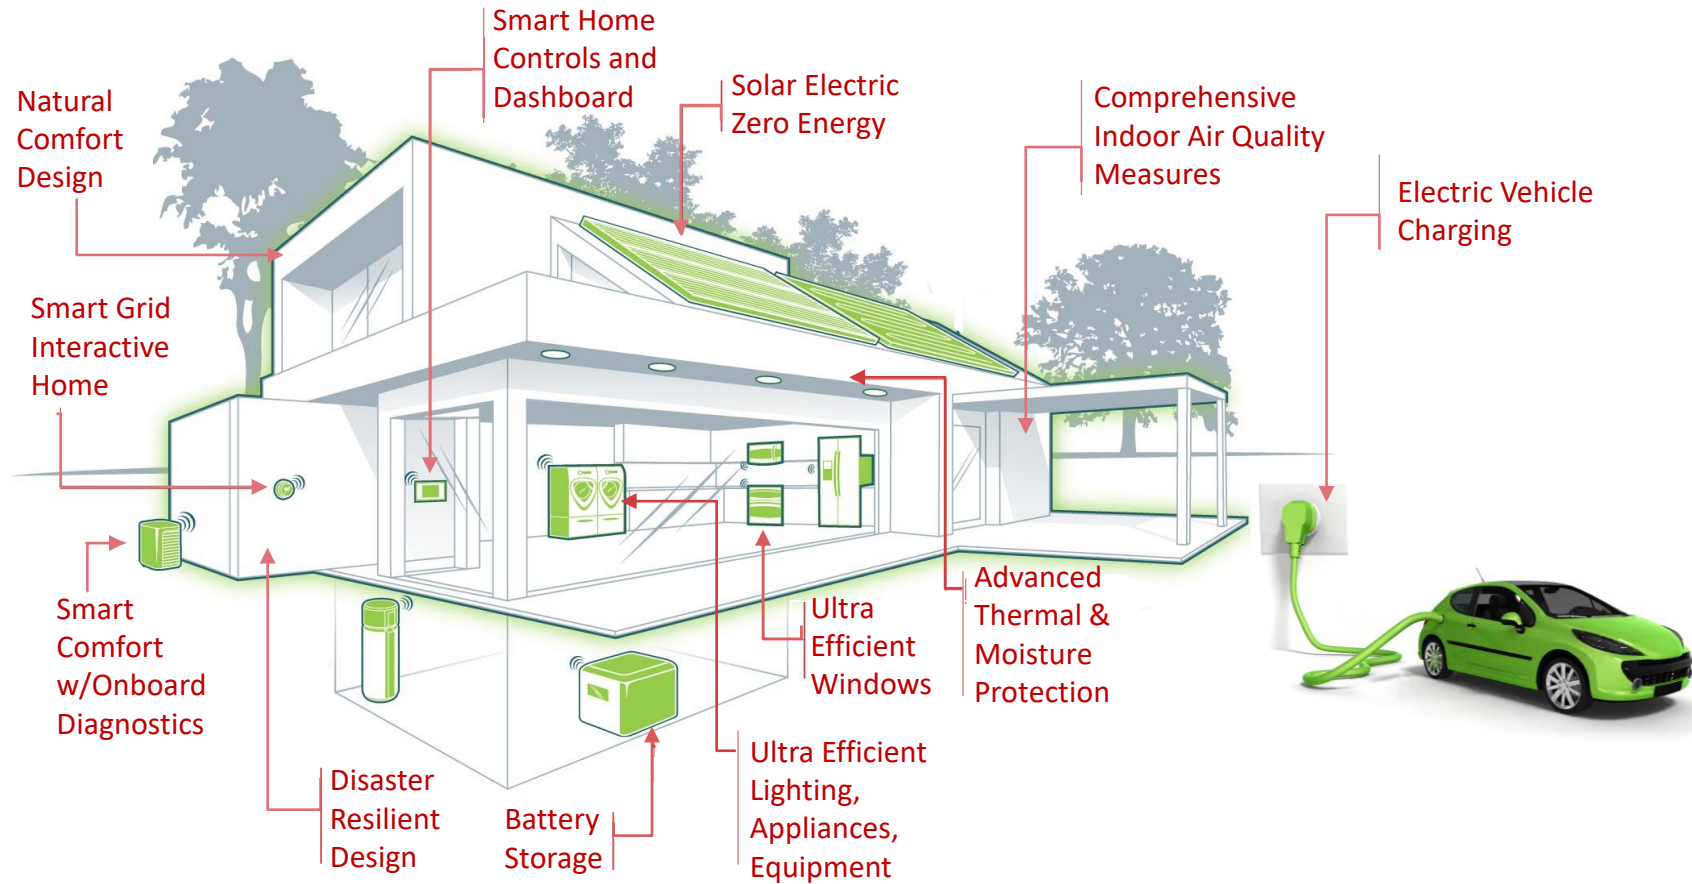 Smart Home
Controls and
Dashboard
Solar Electric
Zero Energy
Natural
Comfort
Design
Comprehensive
Indoor Air Quality
Measures
Electric Vehicle
Charging
Smart Grid
Interactive
Home
Smart
Comfort
w/Onboard
Diagnostics
Ultra
Efficient
Windows
Advanced
Thermal &
Moisture
Protection
Disaster
Resilient
Design
Battery
Storage
Ultra Efficient
Lighting,
Appliances,
Equipment